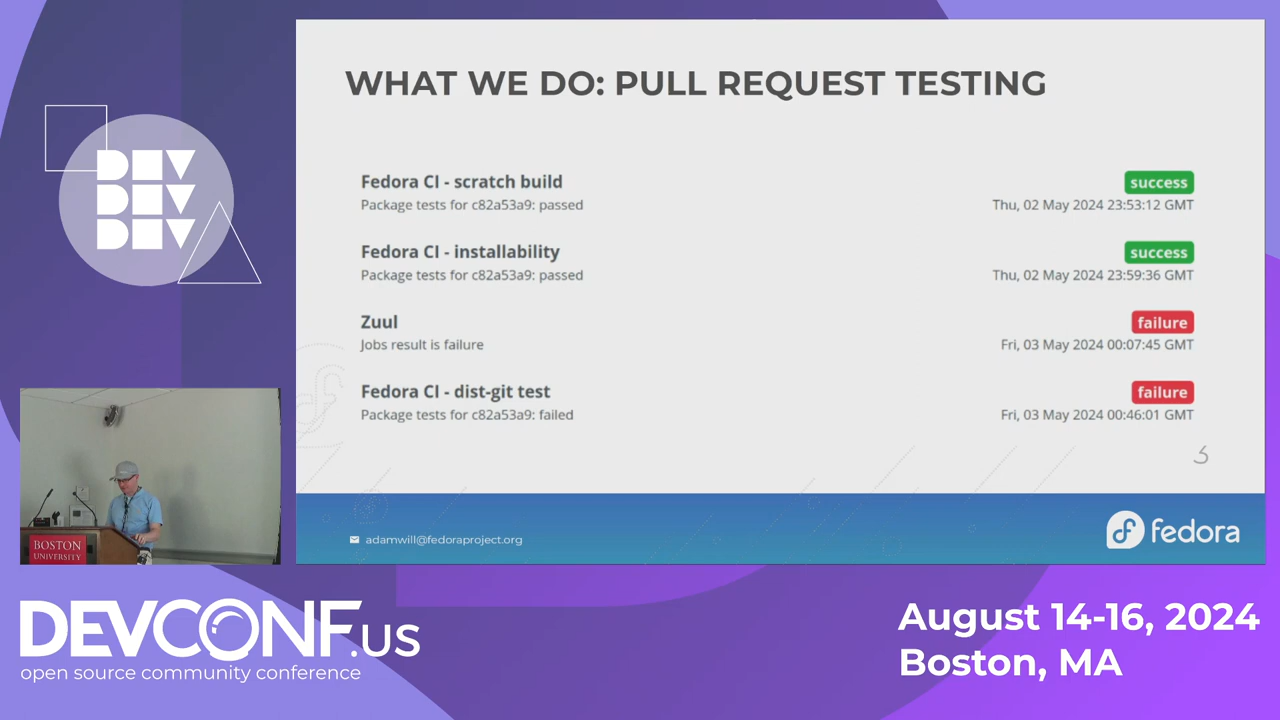 WHAT WE DO: PULL REQUEST TESTING
Fedora CI - scratch build
success
Package tests for c82a53a9: passed
Thu, 02 May 2024 23:53:12 GMT
Fedora CI - installability
success
Package tests for c82a53a9: passed
Thu, 02 May 2024 23:59:36 GMT
Zuul
failure
Jobs result is failure
Fri, 03 May 2024 00:07:45 GMT
Fedora CI - dist-git test
failure
Package tests for c82a53a9: failed
Fri, 03 May 2024 00:46:01 GMT
adamwill@fedoraproject.org
fedora
DEV
DEV
DEV
BOSTON
UNIVERSITY
DEVCONF.US
open source community conference
August 14-16, 2024
Boston, MA